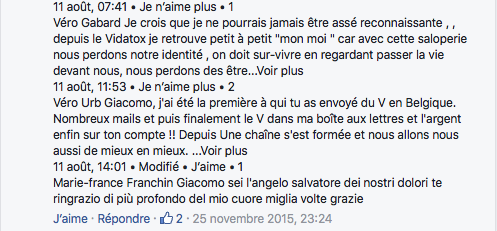 11 août, 07:41 • Je n'aime plus • 1
Véro Gabard Je crois que je ne pourrais jamais être assé reconnaissante , ,
depuis le Vidatox je retrouve petit à petit "mon moi " car avec cette saloperie
nous perdons notre identité , on doit sur-vivre en regardant passer la vie
devant nous, nous perdons des être...Voir plus
11 août, 11:53 • Je n'aime plus • 2
Véro Urb Giacomo, j'ai été la première à qui tu as envoyé du V en Belgique.
Nombreux mails et puis finalement le V dans ma boîte aux lettres et l'argent
enfin sur ton compte !! Depuis Une chaîne s'est formée et nous allons nous
aussi de mieux en mieux. ...Voir plus
11 août, 14:01 • Modifié • J'aime • 1
Marie-france Franchin Giacomo sei l'angelo salvatore dei nostri dolori te
ringrazio di più profondo del mio cuore miglia volte grazie
J'aime · Répondre · 2 · 25 novembre 2015, 23:24